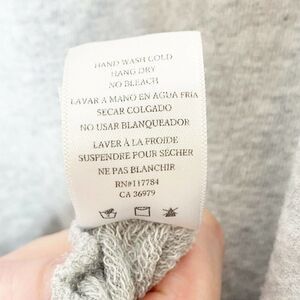 HAND WASH COLD
HANG DRY
NO BLEACH
LAVAR A MANO EN AGUA FRIA
SECAR COLGADO
NO USAR BLANQUEADOR
LAVER À LA FROIDE
SUSPENDRE POUR SÉCHER
NE PAS BLANCHIR
RN#117784
CA 36979